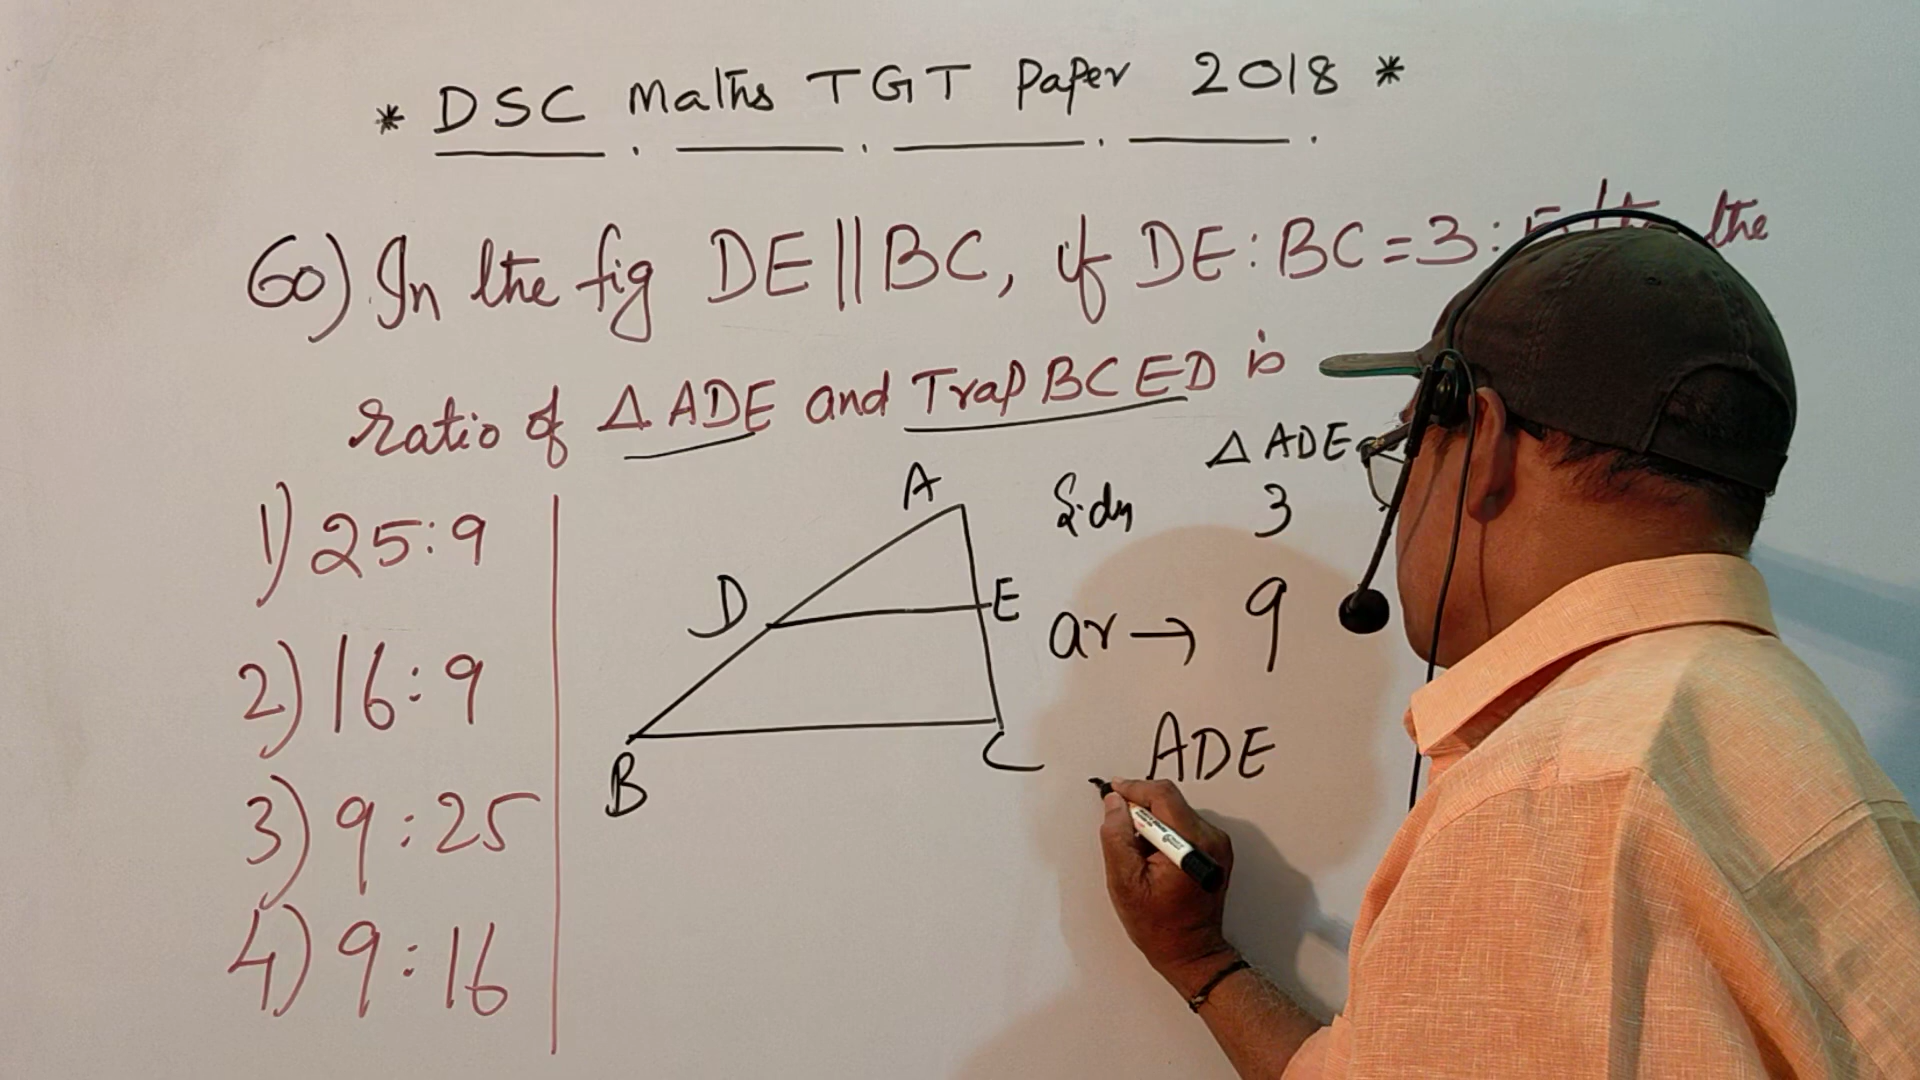 * DSC Maths TGT Paper 2018 *
60) In the fig DE || BC, if DE : BC = 3 : the
ratio of △ ADE and Trap BCED is
△ ADE
1) 25 : 9
2) 16 : 9
3) 9 : 25
4) 9 : 16
A
D
E
B
C
3
ar → 9
ADE